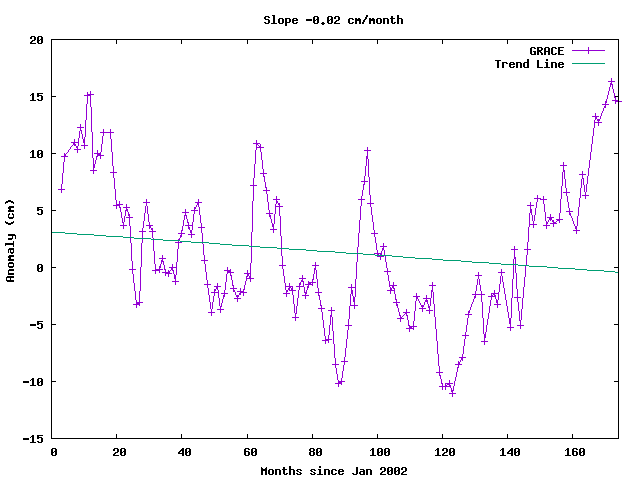 Slope -0.02 cm/month
20
15
10
5
0
-5
-10
-15
Anomaly (cm)
GRACE
Trend Line
0 20 40 60 80 100 120 140 160
Months since Jan 2002